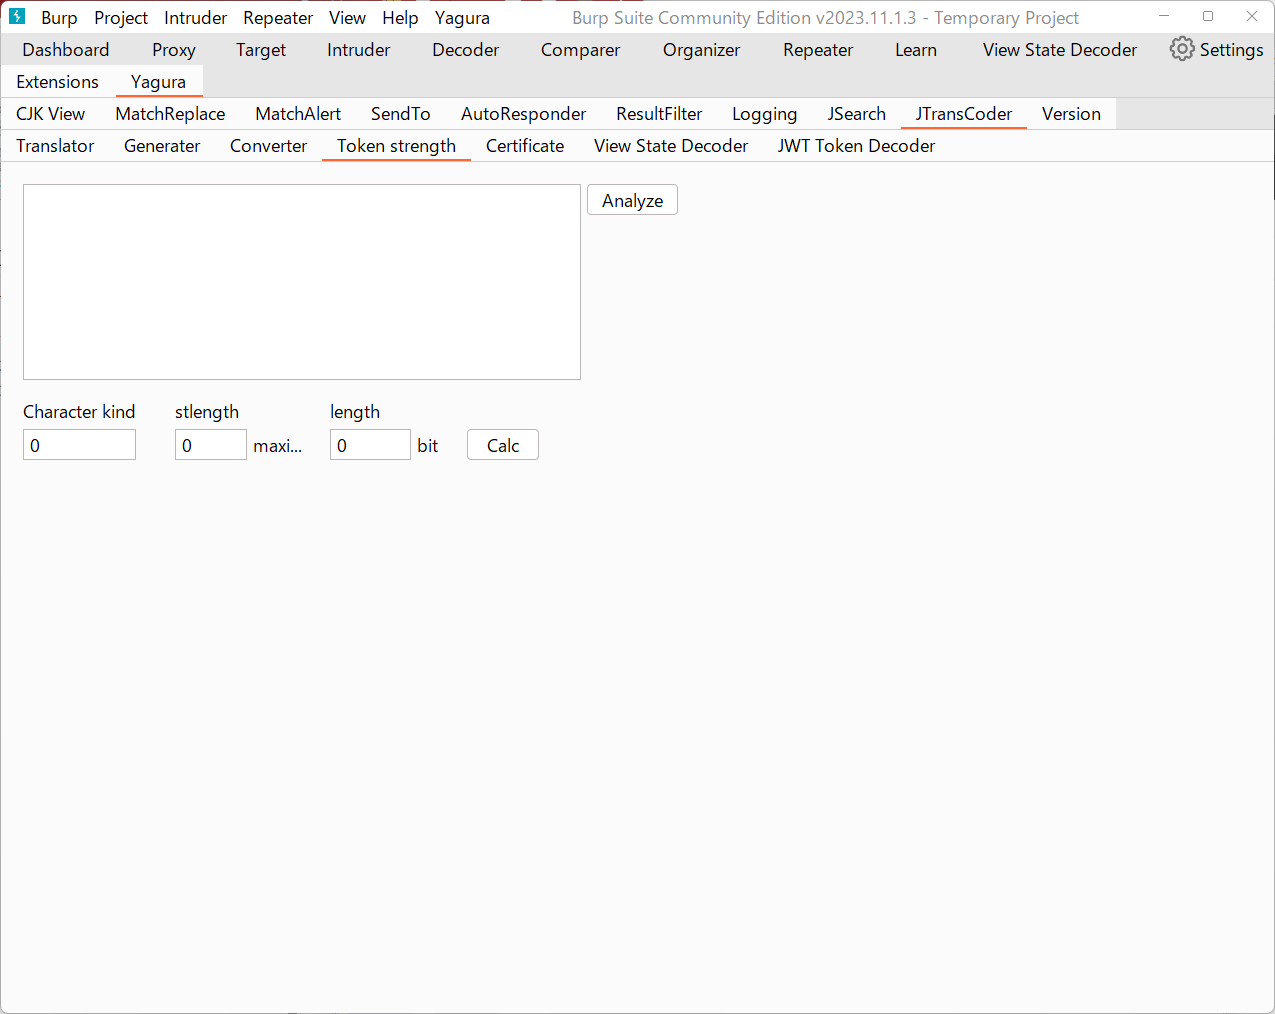 Burp Project Intruder Repeater View Help Yagura Burp Suite Community Edition v2023.11.1.3 - Temporary Project
Dashboard Proxy Target Intruder Decoder Comparer Organizer Repeater Learn View State Decoder Settings
Extensions Yagura
CJK View MatchReplace MatchAlert SendTo AutoResponder ResultFilter Logging JSearch JTransCoder Version
Translator Generater Converter Token strength Certificate View State Decoder JWT Token Decoder
Analyze
Character kind stlength length
0 0 maxi... 0 bit Calc